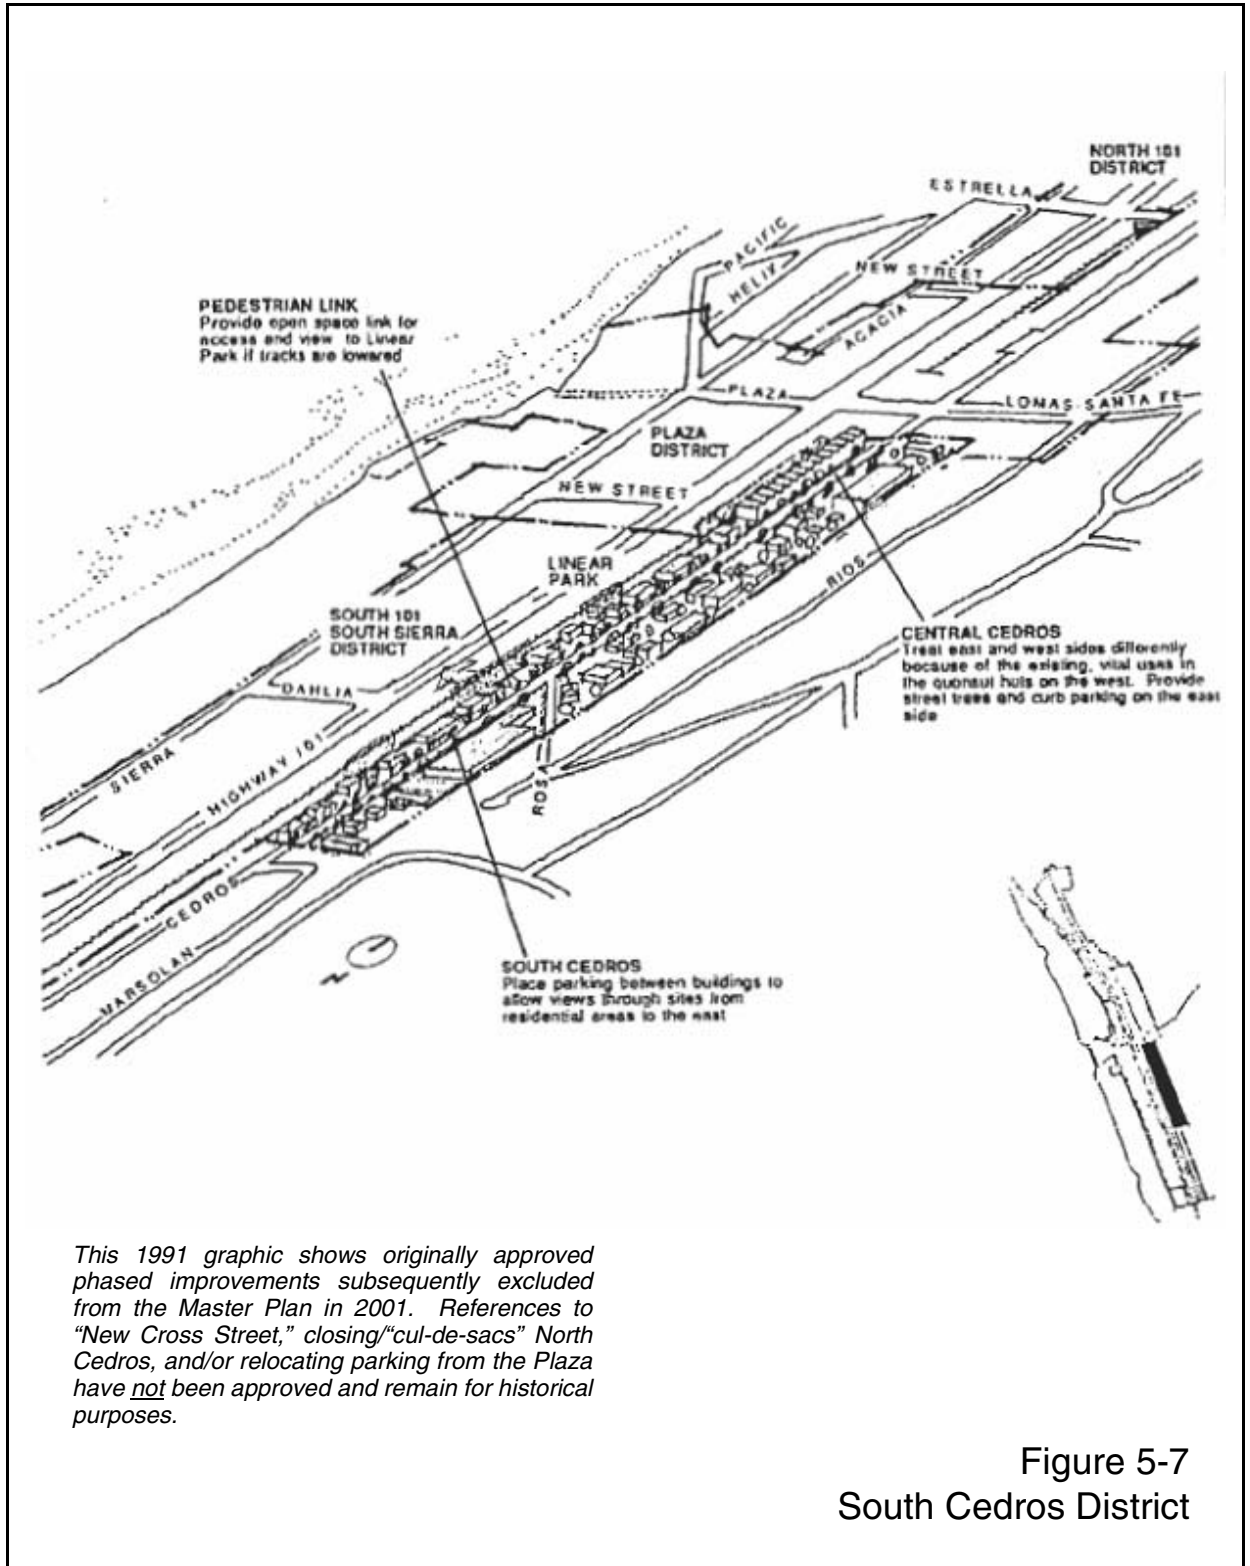 NORTH 101
DISTRICT
ESTRELLA
PACIFIC
HELIX
NEW STREET
ACACIA
PEDESTRIAN LINK
Provide open space link for
access and view to Linear
Park if tracks are lowered
PLAZA
LOMAS SANTA FE
PLAZA
DISTRICT
NEW STREET
LINEAR
PARK
RIOS
SOUTH 101
SOUTH SIERRA
DISTRICT
CENTRAL CEDROS
Treat east and west sides differently
because of the existing, vital uses in
the quonsut huts on the west. Provide
street trees and curb parking on the east
side
DAHLIA
SIERRA
HIGHWAY 101
ROSA
CEDROS
MARSOLAN
SOUTH CEDROS
Place parking between buildings to
allow views through sites from
residential areas to the east
This 1991 graphic shows originally approved
phased improvements subsequently excluded
from the Master Plan in 2001. References to
“New Cross Street,” closing/“cul-de-sacs” North
Cedros, and/or relocating parking from the Plaza
have not been approved and remain for historical
purposes.
Figure 5-7
South Cedros District